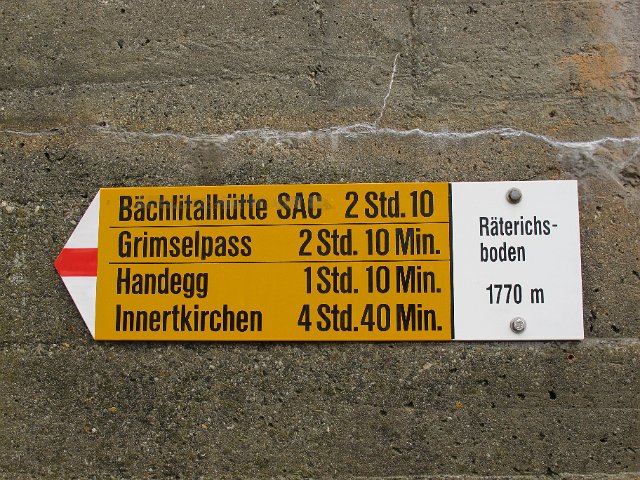 Bächlitalhütte SAC 2 Std. 10
Grimselpass 2 Std. 10 Min.
Handegg 1 Std. 10 Min.
Innertkirchen 4 Std. 40 Min.
Räterichs-
boden
1770 m